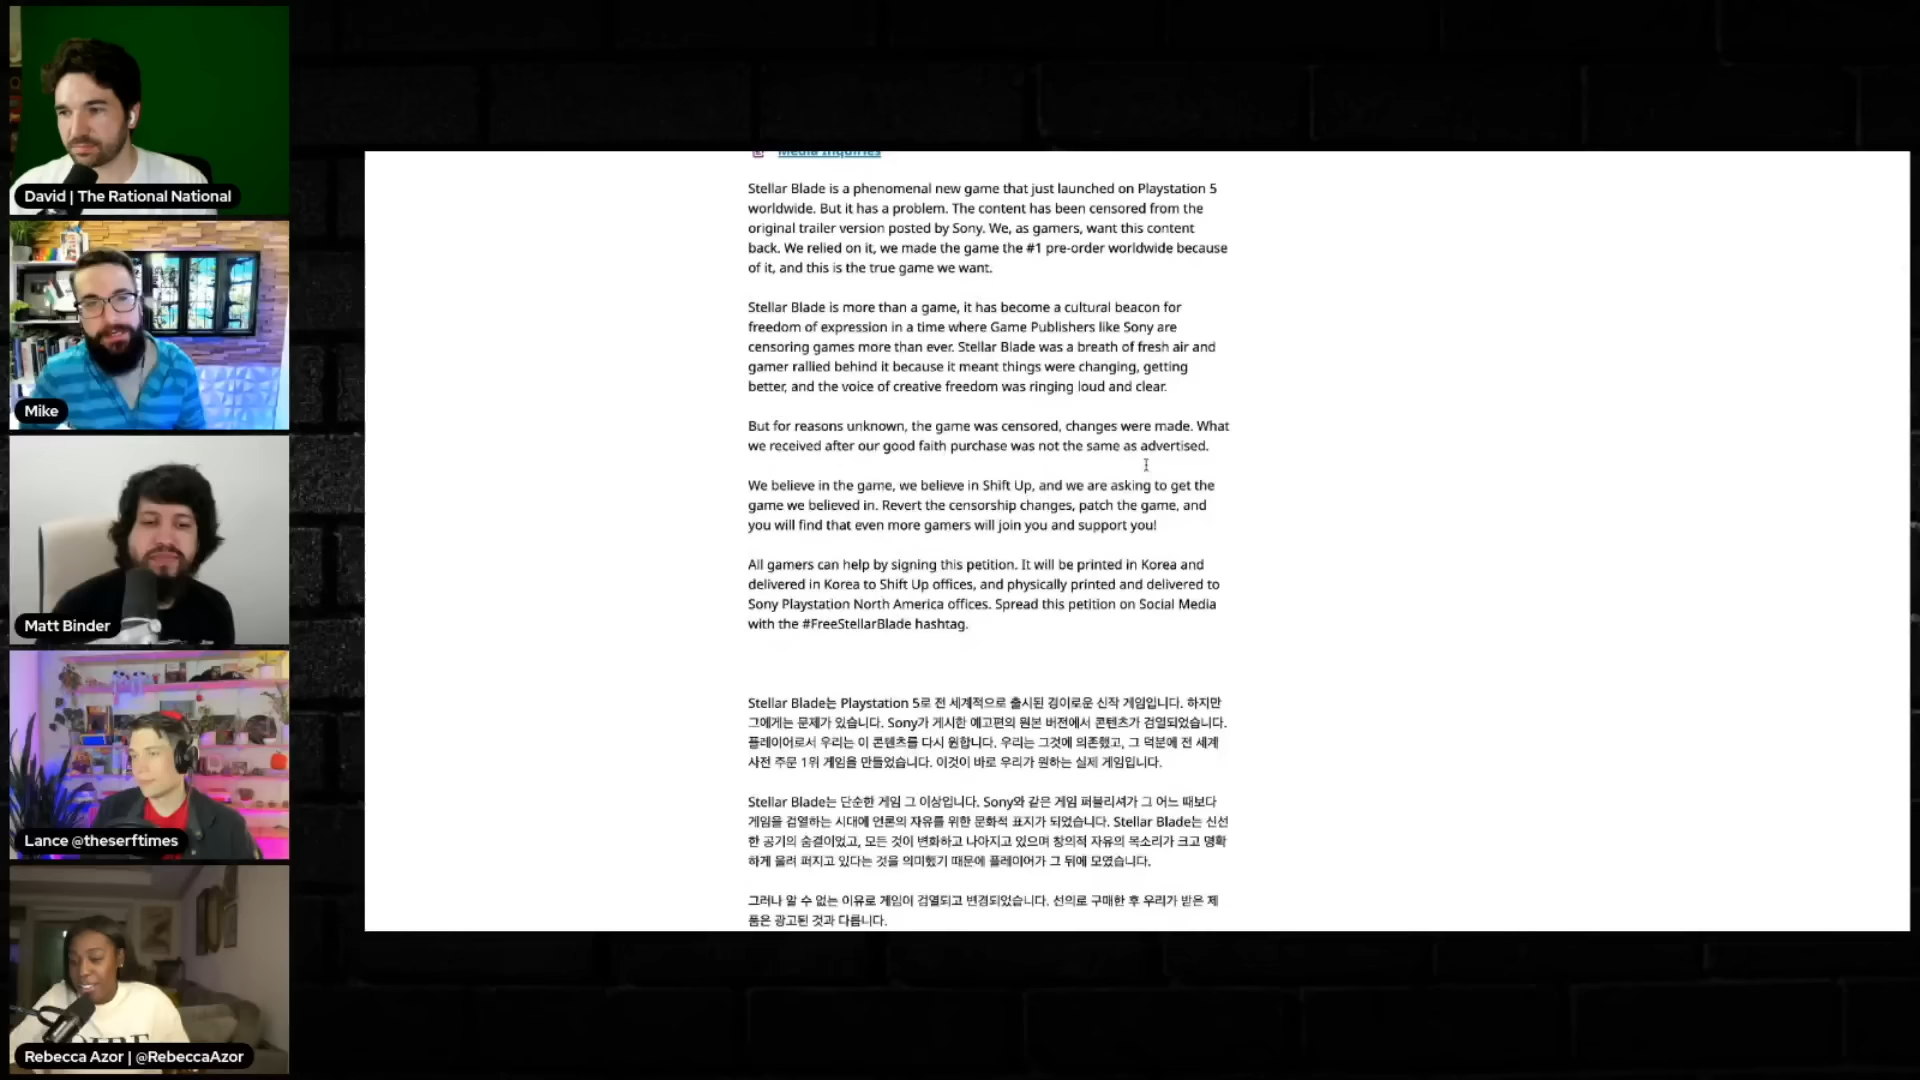 David | The Rational National
Mike
Matt Binder
Lance @theserftimes
Rebecca Azor | @RebeccaAzor
Media Inquiries
Stellar Blade is a phenomenal new game that just launched on Playstation 5
worldwide. But it has a problem. The content has been censored from the
original trailer version posted by Sony. We, as gamers, want this content
back. We relied on it, we made the game the #1 pre-order worldwide because
of it, and this is the true game we want.
Stellar Blade is more than a game, it has become a cultural beacon for
freedom of expression in a time where Game Publishers like Sony are
censoring games more than ever. Stellar Blade was a breath of fresh air and
gamer rallied behind it because it meant things were changing, getting
better, and the voice of creative freedom was ringing loud and clear.
But for reasons unknown, the game was censored, changes were made. What
we received after our good faith purchase was not the same as advertised.
We believe in the game, we believe in Shift Up, and we are asking to get the
game we believed in. Revert the censorship changes, patch the game, and
you will find that even more gamers will join you and support you!
All gamers can help by signing this petition. It will be printed in Korea and
delivered in Korea to Shift Up offices, and physically printed and delivered to
Sony Playstation North America offices. Spread this petition on Social Media
with the #FreeStellarBlade hashtag.
Stellar Blade는 Playstation 5로 전 세계적으로 출시된 경이로운 신작 게임입니다. 하지만
그에게는 문제가 있습니다. Sony가 게시한 예고편의 원본 버전에서 콘텐츠가 검열되었습니다.
플레이어로서 우리는 이 콘텐츠를 다시 원합니다. 우리는 그것에 의존했고, 그 덕분에 전 세계
사전 주문 1위 게임을 만들었습니다. 이것이 바로 우리가 원하는 실제 게임입니다.
Stellar Blade는 단순한 게임 그 이상입니다. Sony와 같은 게임 퍼블리셔가 그 어느 때보다
게임을 검열하는 시대에 언론의 자유를 위한 문화적 표지가 되었습니다. Stellar Blade는 신선
한 공기의 숨결이었고, 모든 것이 변화하고 나아지고 있으며 창의적 자유의 목소리가 크고 명확
하게 울려 퍼지고 있다는 것을 의미했기 때문에 플레이어가 그 뒤에 모였습니다.
그러나 알 수 없는 이유로 게임이 검열되고 변경되었습니다. 선의로 구매한 후 우리가 받은 제
품은 광고된 것과 다릅니다.